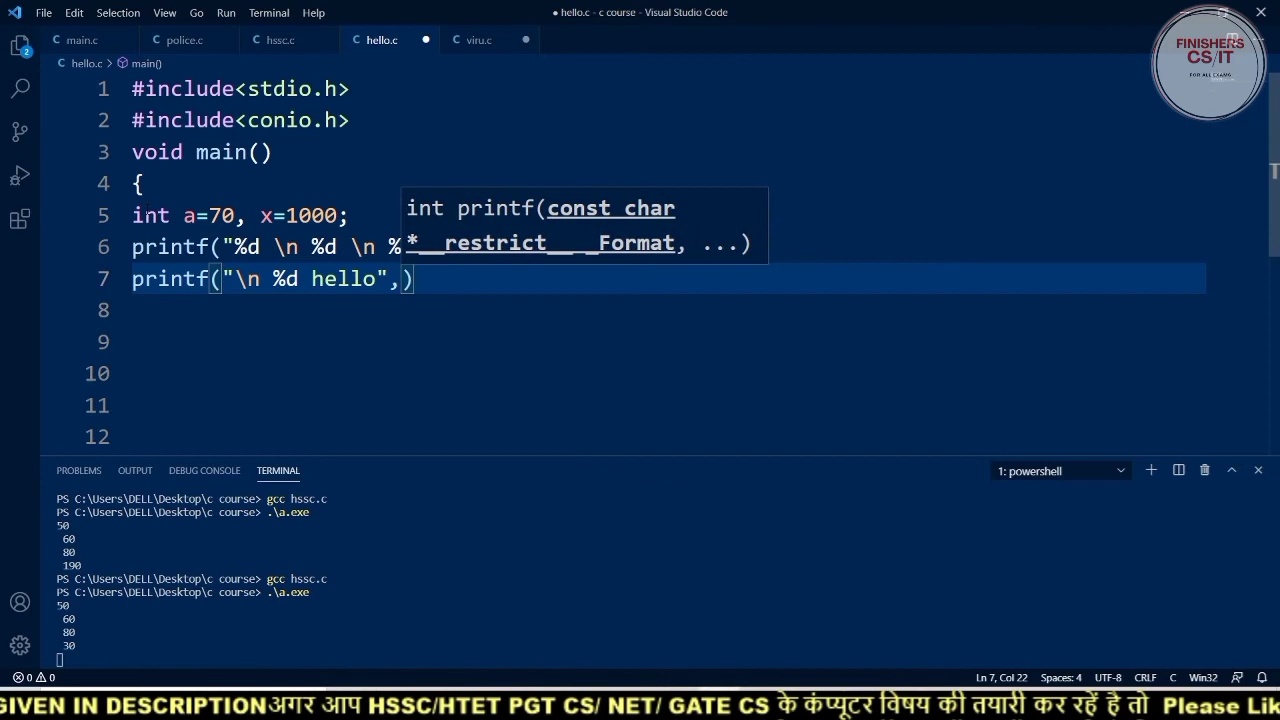 File Edit Selection View Go Run Terminal Help
● hello.c - c course - Visual Studio Code
C main.c
C police.c
C hssc.c
C hello.c ●
C viru.c ●
FINISHERS
CS/IT
FOR ALL EXAMS
C hello.c > main()
2
1 #include<stdio.h>
2 #include<conio.h>
3 void main()
4 {
5 int a=70, x=1000;
6 printf("%d \n %d \n %
7 printf("\n %d hello",)
8
9
10
11
12
int printf(const char
*__restrict__ _Format, ...)
PROBLEMS OUTPUT DEBUG CONSOLE TERMINAL
1: powershell
PS C:\Users\DELL\Desktop\c course> gcc hssc.c
PS C:\Users\DELL\Desktop\c course> .\a.exe
50
60
80
190
PS C:\Users\DELL\Desktop\c course> gcc hssc.c
PS C:\Users\DELL\Desktop\c course> .\a.exe
50
60
80
30
0 0
Ln 7, Col 22 Spaces: 4 UTF-8 CRLF C Win32
GIVEN IN DESCRIPTIONअगर आप HSSC/HTET PGT CS/ NET/ GATE CS के कंप्यूटर विषय की तयारी कर रहें है तो Please Lik